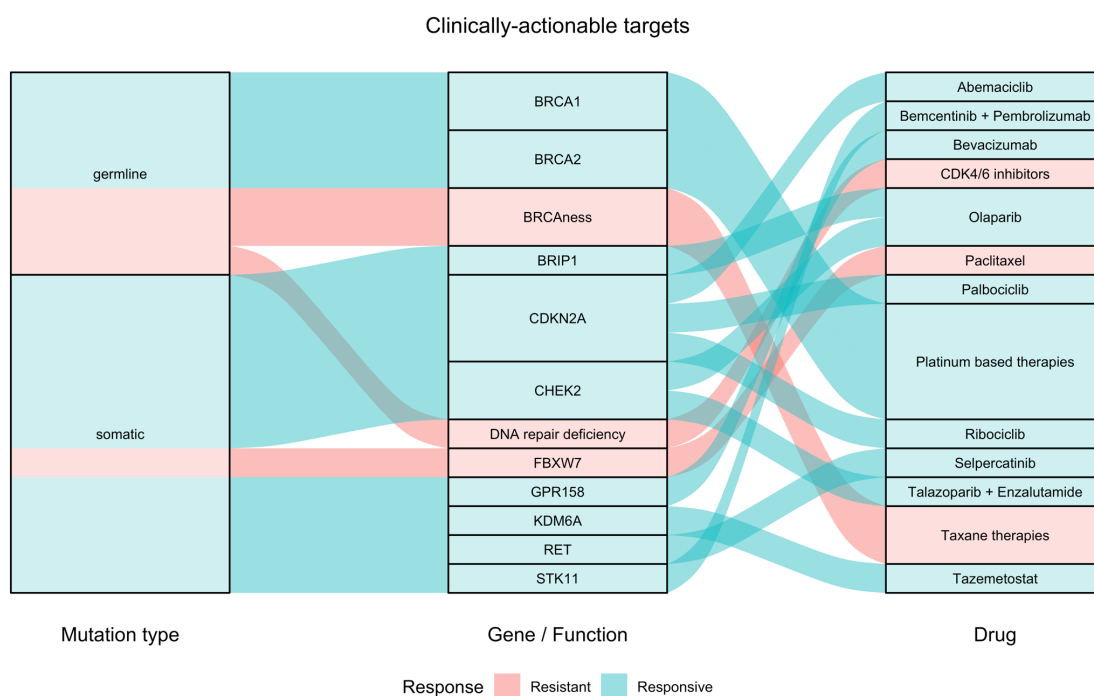 Clinically-actionable targets
germline
somatic
BRCA1
BRCA2
BRCAness
BRIP1
CDKN2A
CHEK2
DNA repair deficiency
FBXW7
GPR158
KDM6A
RET
STK11
Abemaciclib
Bemcentinib + Pembrolizumab
Bevacizumab
CDK4/6 inhibitors
Olaparib
Paclitaxel
Palbociclib
Platinum based therapies
Ribociclib
Selpercatinib
Talazoparib + Enzalutamide
Taxane therapies
Tazemetostat
Mutation type
Gene / Function
Drug
Response Resistant Responsive